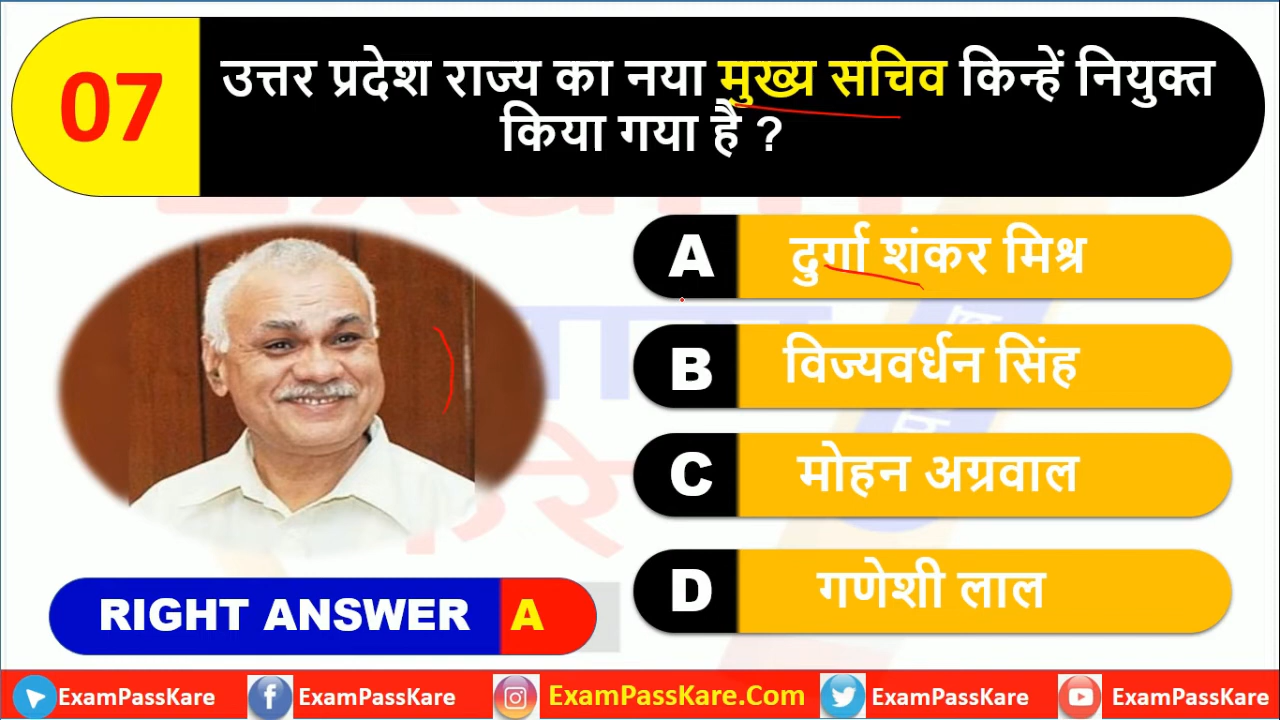 07
उत्तर प्रदेश राज्य का नया मुख्य सचिव किन्हें नियुक्त
किया गया है ?
A दुर्गा शंकर मिश्र
B विज्यवर्धन सिंह
C मोहन अग्रवाल
D गणेशी लाल
RIGHT ANSWER A
ExamPassKare ExamPassKare ExamPassKare.Com ExamPassKare ExamPassKare